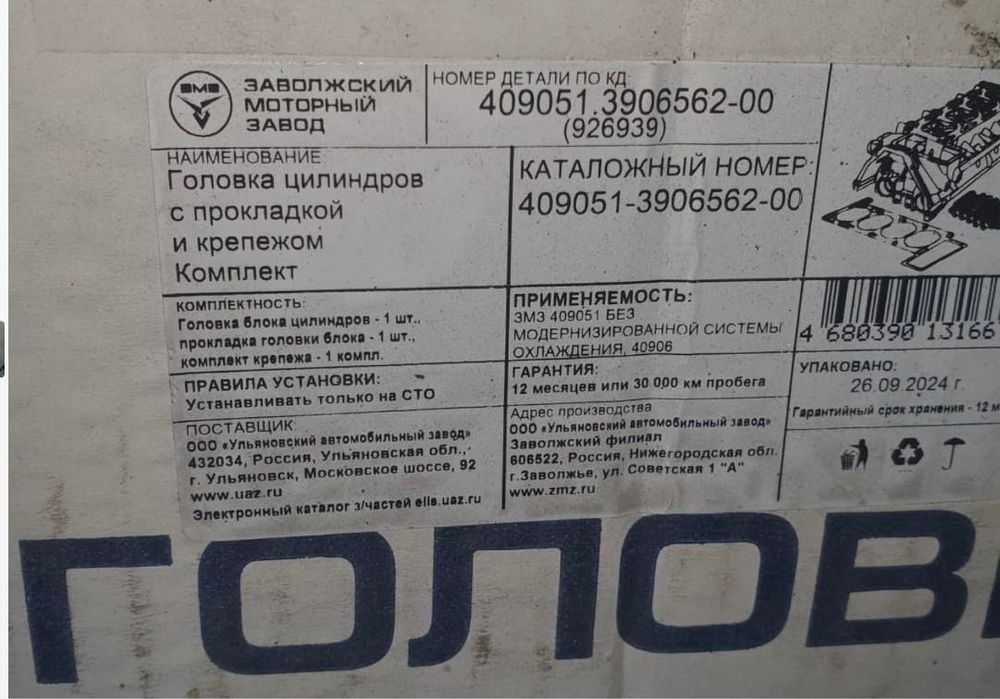 ЗМЗ
ЗАВОЛЖСКИЙ
МОТОРНЫЙ
ЗАВОД
НОМЕР ДЕТАЛИ ПО КД:
409051.3906562-00
(926939)
НАИМЕНОВАНИЕ:
Головка цилиндров
с прокладкой
и крепежом
Комплект
КАТАЛОЖНЫЙ НОМЕР:
409051-3906562-00
КОМПЛЕКТНОСТЬ:
Головка блока цилиндров - 1 шт.,
прокладка головки блока - 1 шт.,
комплект крепежа - 1 компл.
ПРИМЕНЯЕМОСТЬ:
ЗМЗ 409051 БЕЗ
МОДЕРНИЗИРОВАННОЙ СИСТЕМЫ
ОХЛАЖДЕНИЯ, 40906
4 680390 13166
ПРАВИЛА УСТАНОВКИ:
Устанавливать только на СТО
ГАРАНТИЯ:
12 месяцев или 30 000 км пробега
УПАКОВАНО:
26.09.2024 г.
Гарантийный срок хранения - 12 м
ПОСТАВЩИК:
ООО «Ульяновский автомобильный завод»
432034, Россия, Ульяновская обл.,
г. Ульяновск, Московское шоссе, 92
www.uaz.ru
Электронный каталог з/частей elis.uaz.ru
Адрес производства
ООО «Ульяновский автомобильный завод»
Заволжский филиал
606522, Россия, Нижегородская обл.
г.Заволжье, ул. Советская 1 "А"
www.zmz.ru
ГОЛОВ